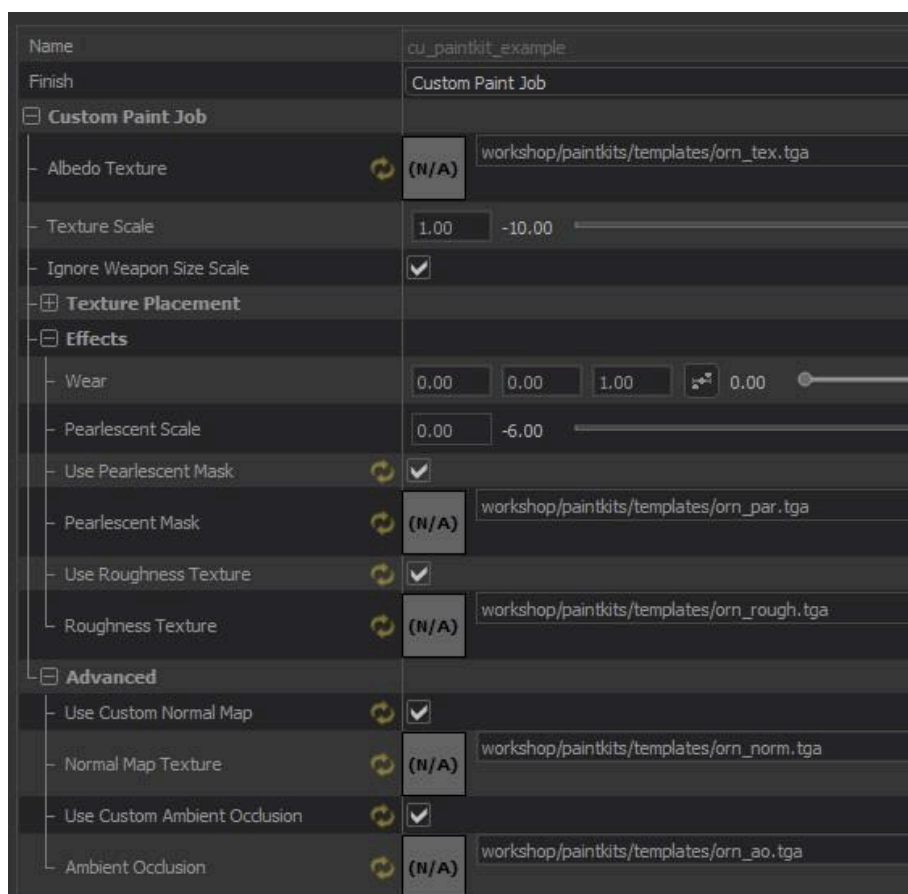 Name cu_paintkit_example
Finish Custom Paint Job
Custom Paint Job
Albedo Texture (N/A) workshop/paintkits/templates/orn_tex.tga
Texture Scale 1.00 -10.00
Ignore Weapon Size Scale
Texture Placement
Effects
Wear 0.00 0.00 1.00 0.00
Pearlescent Scale 0.00 -6.00
Use Pearlescent Mask
Pearlescent Mask (N/A) workshop/paintkits/templates/orn_par.tga
Use Roughness Texture
Roughness Texture (N/A) workshop/paintkits/templates/orn_rough.tga
Advanced
Use Custom Normal Map
Normal Map Texture (N/A) workshop/paintkits/templates/orn_norm.tga
Use Custom Ambient Occlusion
Ambient Occlusion (N/A) workshop/paintkits/templates/orn_ao.tga